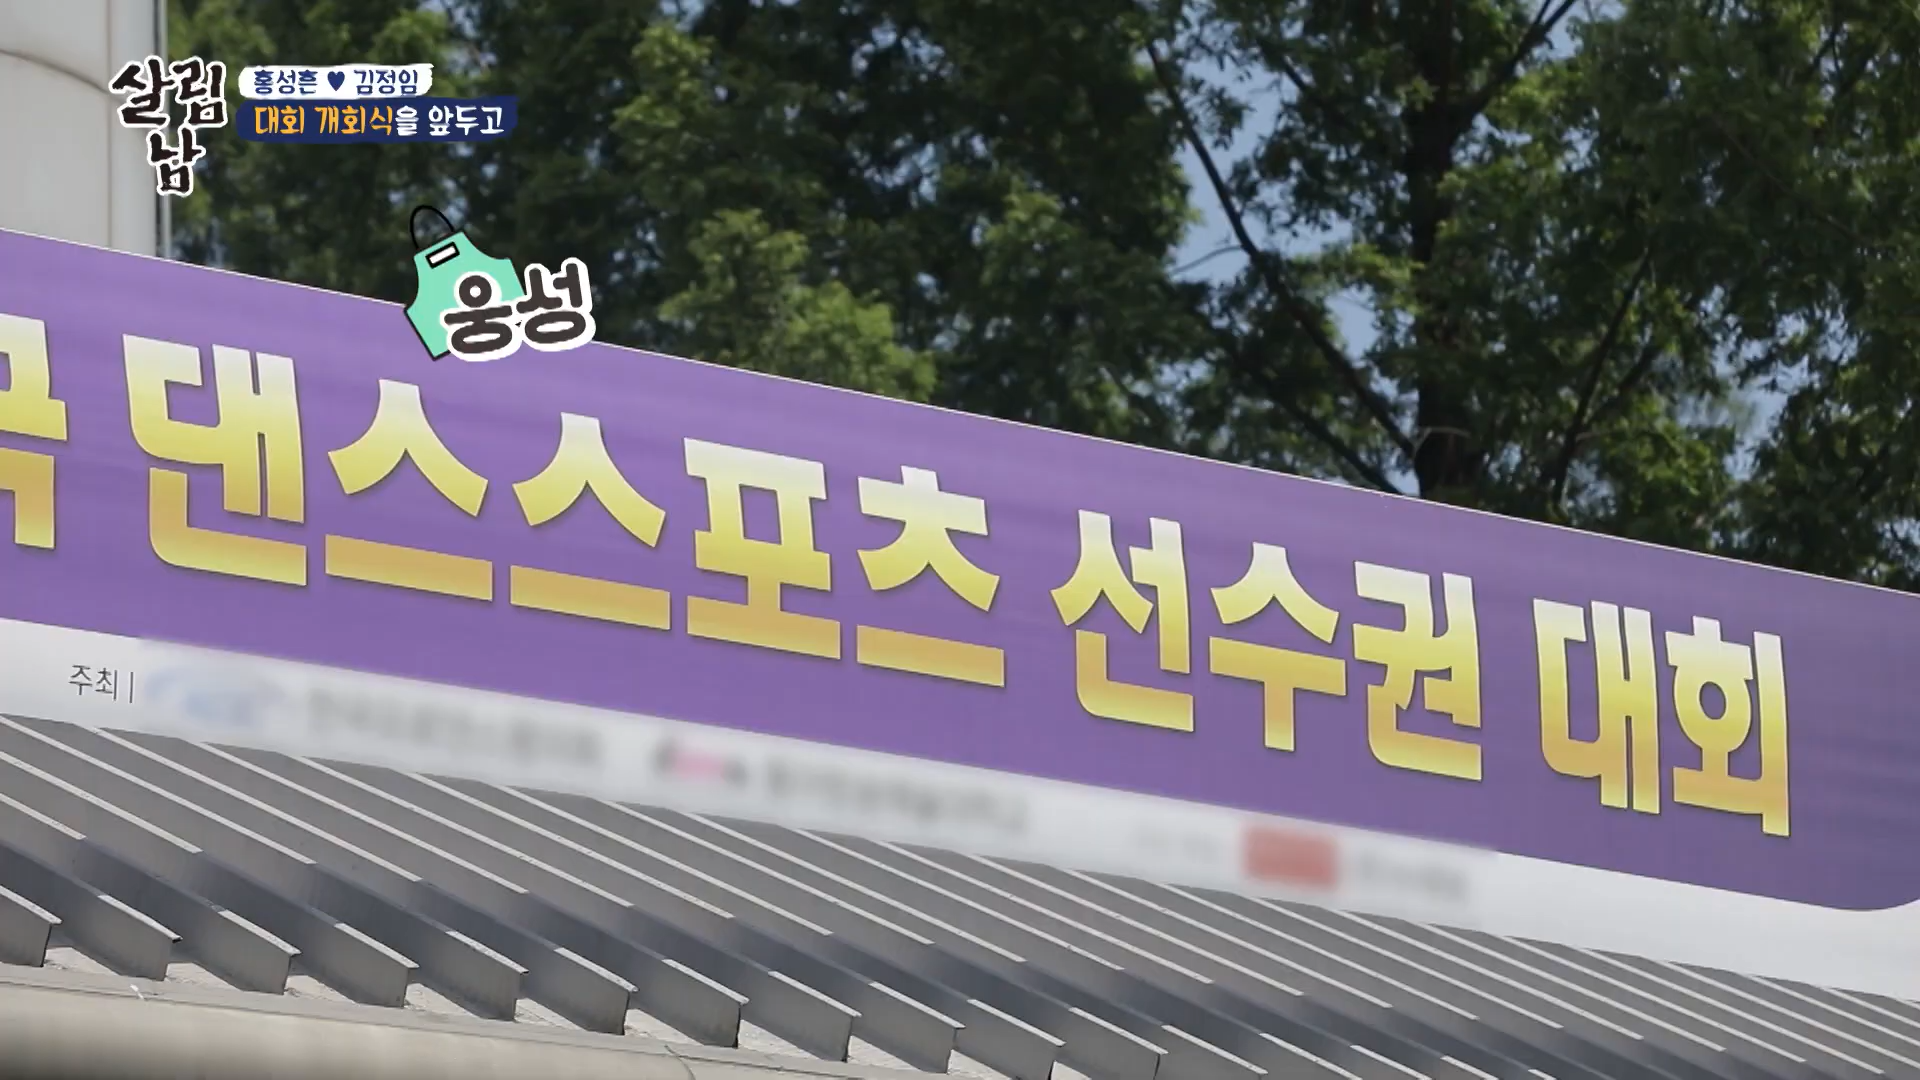 살림남
홍성흔 ♥ 김정임
대회 개회식을 앞두고
웅성
댄스스포츠 선수권 대회
주최 |